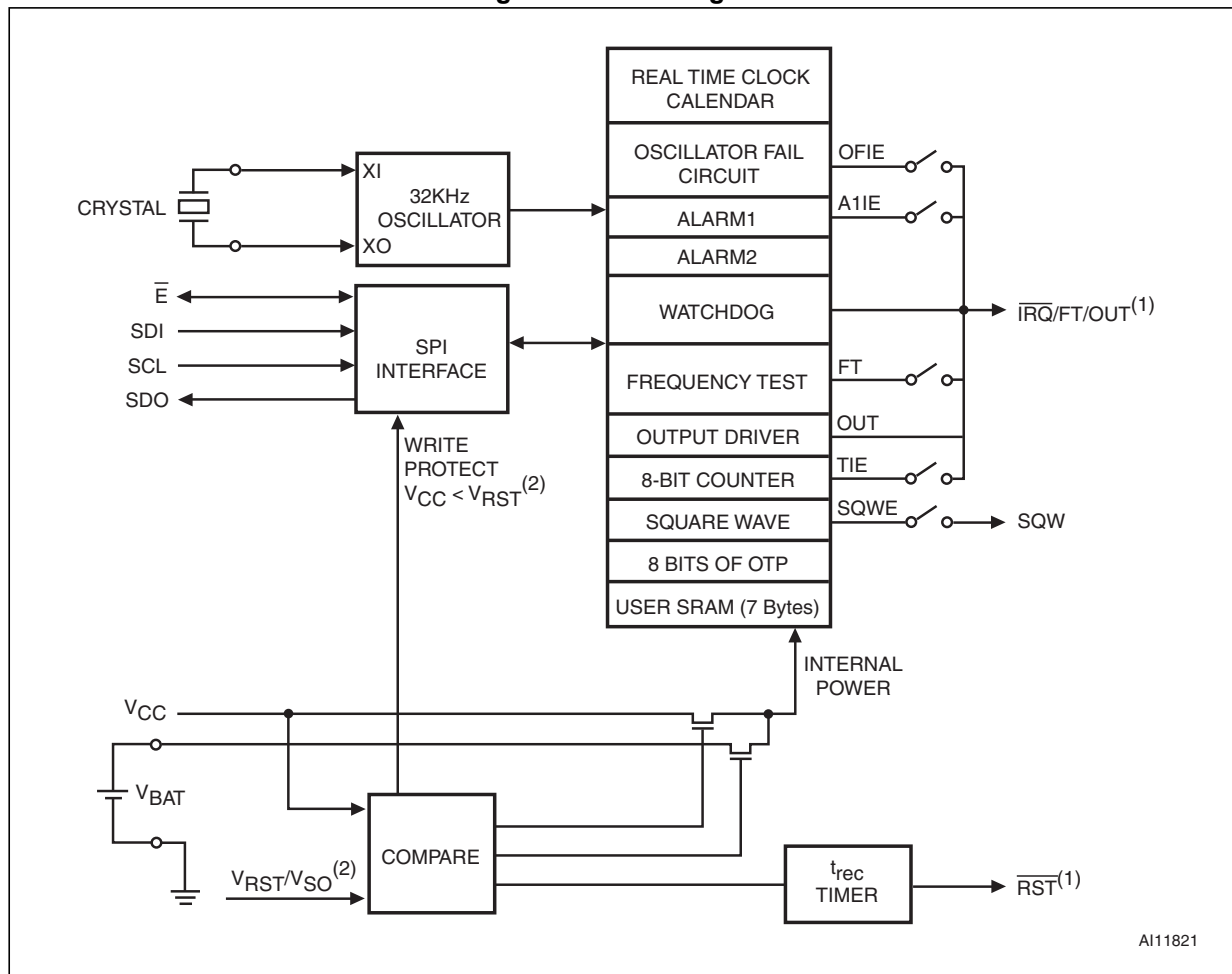 REAL TIME CLOCK
CALENDAR
OSCILLATOR FAIL
CIRCUIT
OFIE
XI
32KHz
OSCILLATOR
XO
CRYSTAL
ALARM1
A1IE
ALARM2
E
SDI
SCL
SDO
SPI
INTERFACE
WATCHDOG
IRQ/FT/OUT(1)
FREQUENCY TEST
FT
OUTPUT DRIVER
OUT
WRITE
PROTECT
VCC < VRST(2)
8-BIT COUNTER
TIE
SQUARE WAVE
SQWE
SQW
8 BITS OF OTP
USER SRAM (7 Bytes)
INTERNAL
POWER
VCC
VBAT
COMPARE
VRST/VSO(2)
trec
TIMER
RST(1)
AI11821